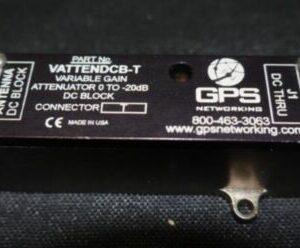 PART No.
VATTENDCB-T
VARIABLE GAIN
ATTENUATOR 0 TO -20dB
DC BLOCK
CONNECTOR T
CE MADE IN USA
ANTENNA
DC BLOCK
GPS
NETWORKING
800-463-3063
www.gpsnetworking.com
J1
DC THRU